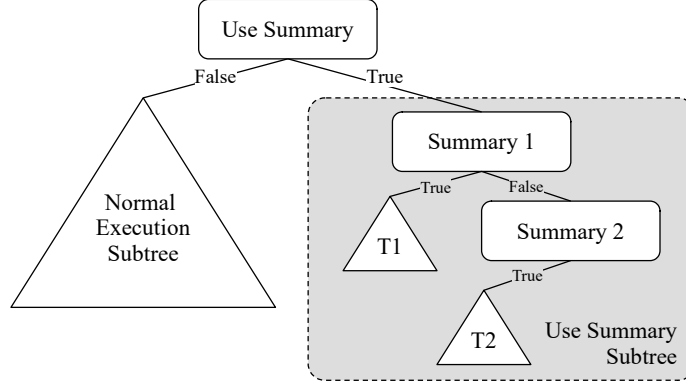 Use Summary
False
True
Summary 1
True
False
Normal
Execution
Subtree
T1
Summary 2
True
T2
Use Summary
Subtree